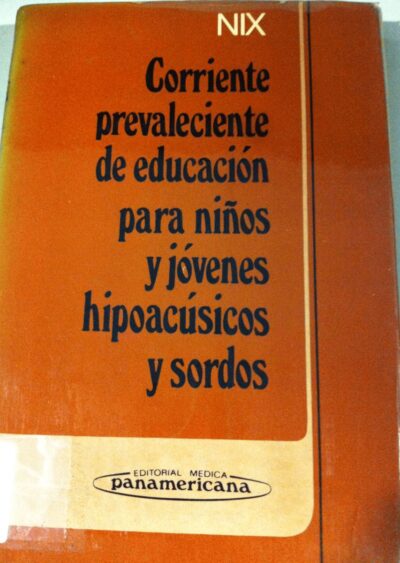 NIX
Corriente
prevaleciente
de educación
para niños
y jóvenes
hipoacúsicos
y sordos
EDITORIAL MEDICA
panamericana